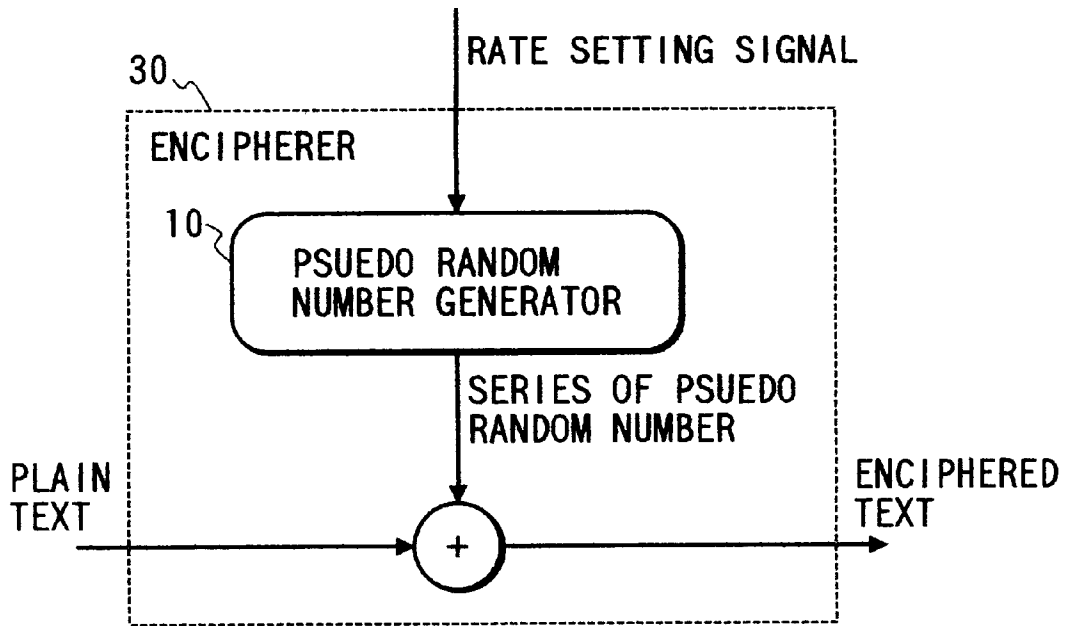 RATE SETTING SIGNAL
30
ENCIPHERER
10
PSUEDO RANDOM
NUMBER GENERATOR
SERIES OF PSUEDO
RANDOM NUMBER
PLAIN
TEXT
+
ENCIPHERED
TEXT